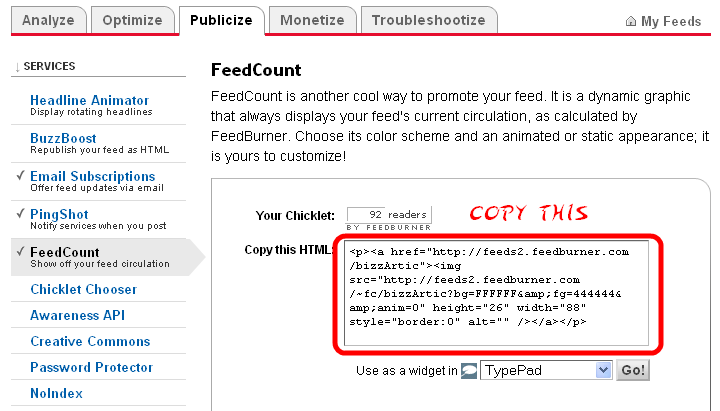 Analyze Optimize Publicize Monetize Troubleshootize My Feeds
↓ SERVICES
Headline Animator
Display rotating headlines
BuzzBoost
Republish your feed as HTML
✓ Email Subscriptions
Offer feed updates via email
✓ PingShot
Notify services when you post
✓ FeedCount
Show off your feed circulation
Chicklet Chooser
Awareness API
Creative Commons
Password Protector
NoIndex
FeedCount
FeedCount is another cool way to promote your feed. It is a dynamic graphic
that always displays your feed's current circulation, as calculated by
FeedBurner. Choose its color scheme and an animated or static appearance; it
is yours to customize!
Your Chicklet: 92 readers COPY THIS
BY FEEDBURNER
Copy this HTML:
<p><a href="http://feeds2.feedburner.com
/bizzArtic"><img
src="http://feeds2.feedburner.com
/~fc/bizzArtic?bg=FFFFFF&amp;fg=444444&
amp;anim=0" height="26" width="88"
style="border:0" alt="" /></a></p>
Use as a widget in TypePad Go!